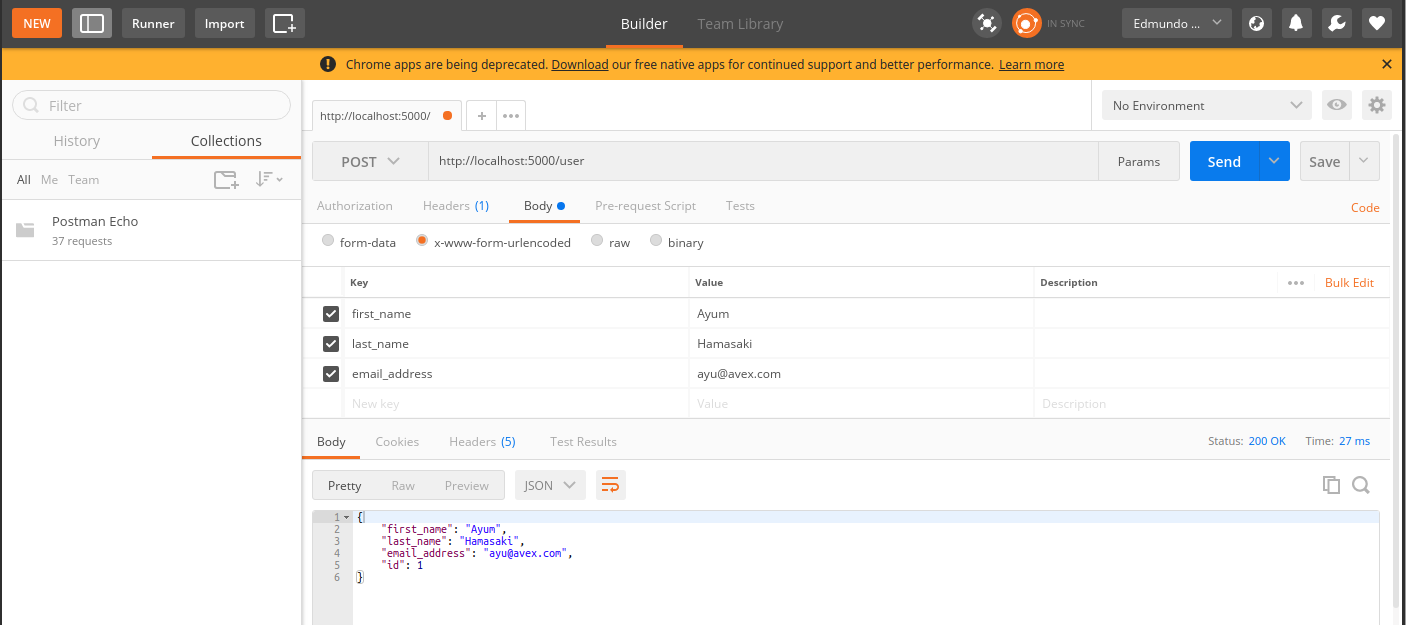 NEW Runner Import Builder Team Library IN SYNC Edmundo ...
Chrome apps are being deprecated. Download our free native apps for continued support and better performance. Learn more
Filter
History Collections
All Me Team
Postman Echo
37 requests
http://localhost:5000/ + •••
No Environment
POST http://localhost:5000/user Params Send Save
Authorization Headers (1) Body Pre-request Script Tests Code
form-data x-www-form-urlencoded raw binary
Key Value Description ••• Bulk Edit
first_name Ayum
last_name Hamasaki
email_address ayu@avex.com
New key Value Description
Body Cookies Headers (5) Test Results Status: 200 OK Time: 27 ms
Pretty Raw Preview JSON
1 {
2 "first_name": "Ayum",
3 "last_name": "Hamasaki",
4 "email_address": "ayu@avex.com",
5 "id": 1
6 }